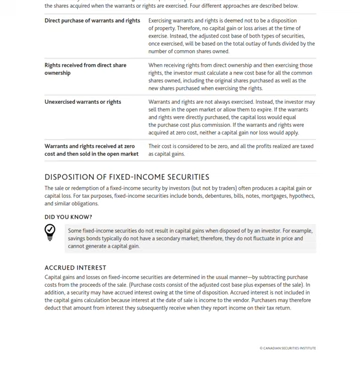 the shares acquired when the warrants or rights are exercised. Four different approaches are described below.
Direct purchase of warrants and rights
Exercising warrants and rights is deemed not to be a disposition
of property. Therefore, no capital gain or loss arises at the time of
exercise. Instead, the adjusted cost base of both types of securities,
once exercised, will be based on the total outlay of funds divided by the
number of common shares owned.
Rights received from direct share
ownership
When receiving rights from direct ownership and then exercising those
rights, the investor must calculate a new cost base for all the common
shares owned, including the original shares purchased as well as the
new shares purchased when exercising the rights.
Unexercised warrants or rights
Warrants and rights are not always exercised. Instead, the investor may
sell them in the open market or allow them to expire. If the warrants
and rights were directly purchased, the capital loss would equal
the purchase cost plus commission. If the warrants and rights were
acquired at zero cost, neither a capital gain nor loss would apply.
Warrants and rights received at zero
cost and then sold in the open market
Their cost is considered to be zero, and all the profits realized are taxed
as capital gains.
DISPOSITION OF FIXED-INCOME SECURITIES
The sale or redemption of a fixed-income security by investors (but not by traders) often produces a capital gain or
capital loss. For tax purposes, fixed-income securities include bonds, debentures, bills, notes, mortgages, hypothecs,
and similar obligations.
DID YOU KNOW?
Some fixed-income securities do not result in capital gains when disposed of by an investor. For example,
savings bonds typically do not have a secondary market; therefore, they do not fluctuate in price and
cannot generate a capital gain.
ACCRUED INTEREST
Capital gains and losses on fixed-income securities are determined in the usual manner—by subtracting purchase
costs from the proceeds of the sale. (Purchase costs consist of the adjusted cost base plus expenses of the sale). In
addition, a security may have accrued interest owing at the time of disposition. Accrued interest is not included in
the capital gains calculation because interest at the date of sale is income to the vendor. Purchasers may therefore
deduct that amount from interest they subsequently receive when they report income on their tax return.
© CANADIAN SECURITIES INSTITUTE